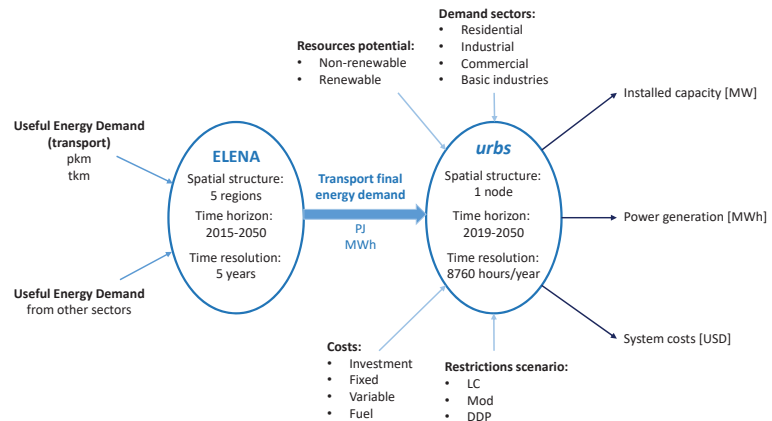 Demand sectors:
• Residential
• Industrial
• Commercial
• Basic industries
Resources potential:
• Non-renewable
• Renewable
Useful Energy Demand
(transport)
pkm
tkm
Useful Energy Demand
from other sectors
ELENA
Spatial structure:
5 regions
Time horizon:
2015-2050
Time resolution:
5 years
Transport final
energy demand
PJ
MWh
urbs
Spatial structure:
1 node
Time horizon:
2019-2050
Time resolution:
8760 hours/year
Installed capacity [MW]
Power generation [MWh]
System costs [USD]
Costs:
• Investment
• Fixed
• Variable
• Fuel
Restrictions scenario:
• LC
• Mod
• DDP